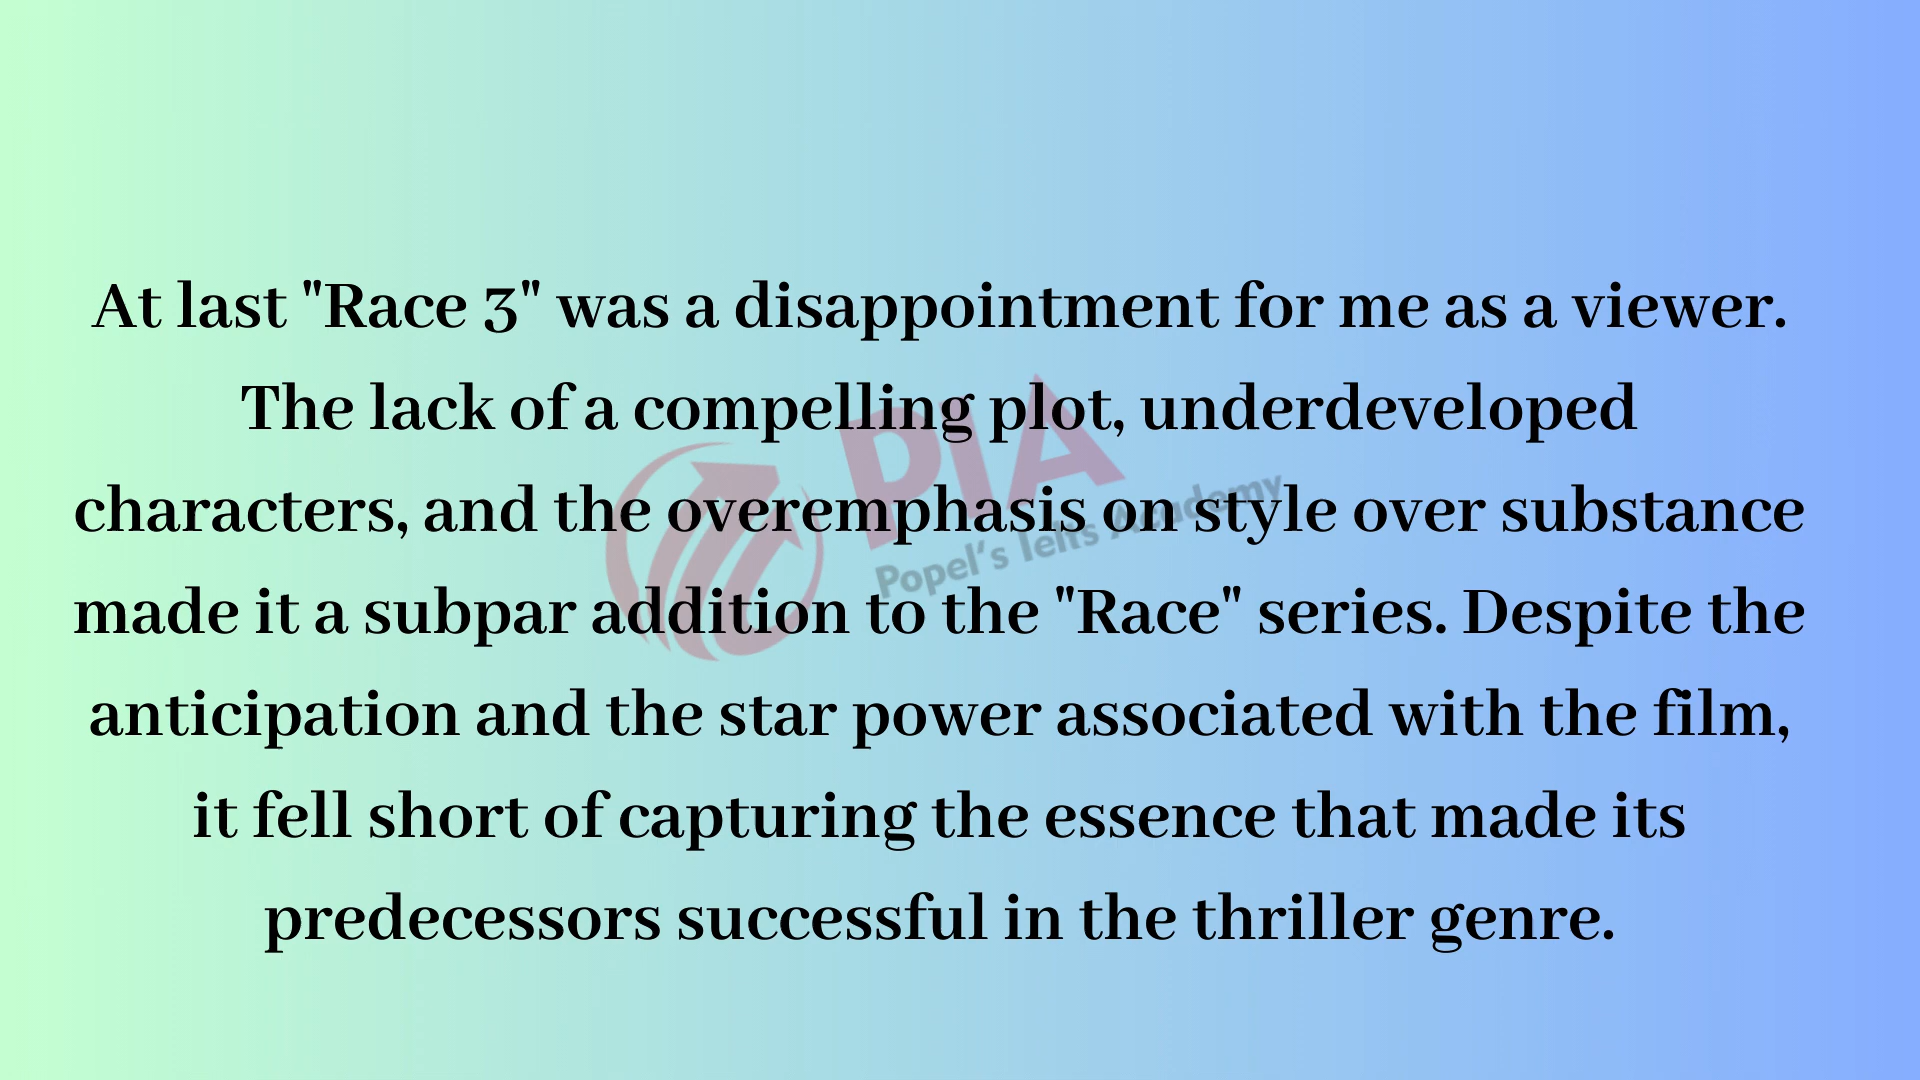 At last "Race 3" was a disappointment for me as a viewer.
The lack of a compelling plot, underdeveloped
characters, and the overemphasis on style over substance
made it a subpar addition to the "Race" series. Despite the
anticipation and the star power associated with the film,
it fell short of capturing the essence that made its
predecessors successful in the thriller genre.
PIA
Popel's Ielts Academy